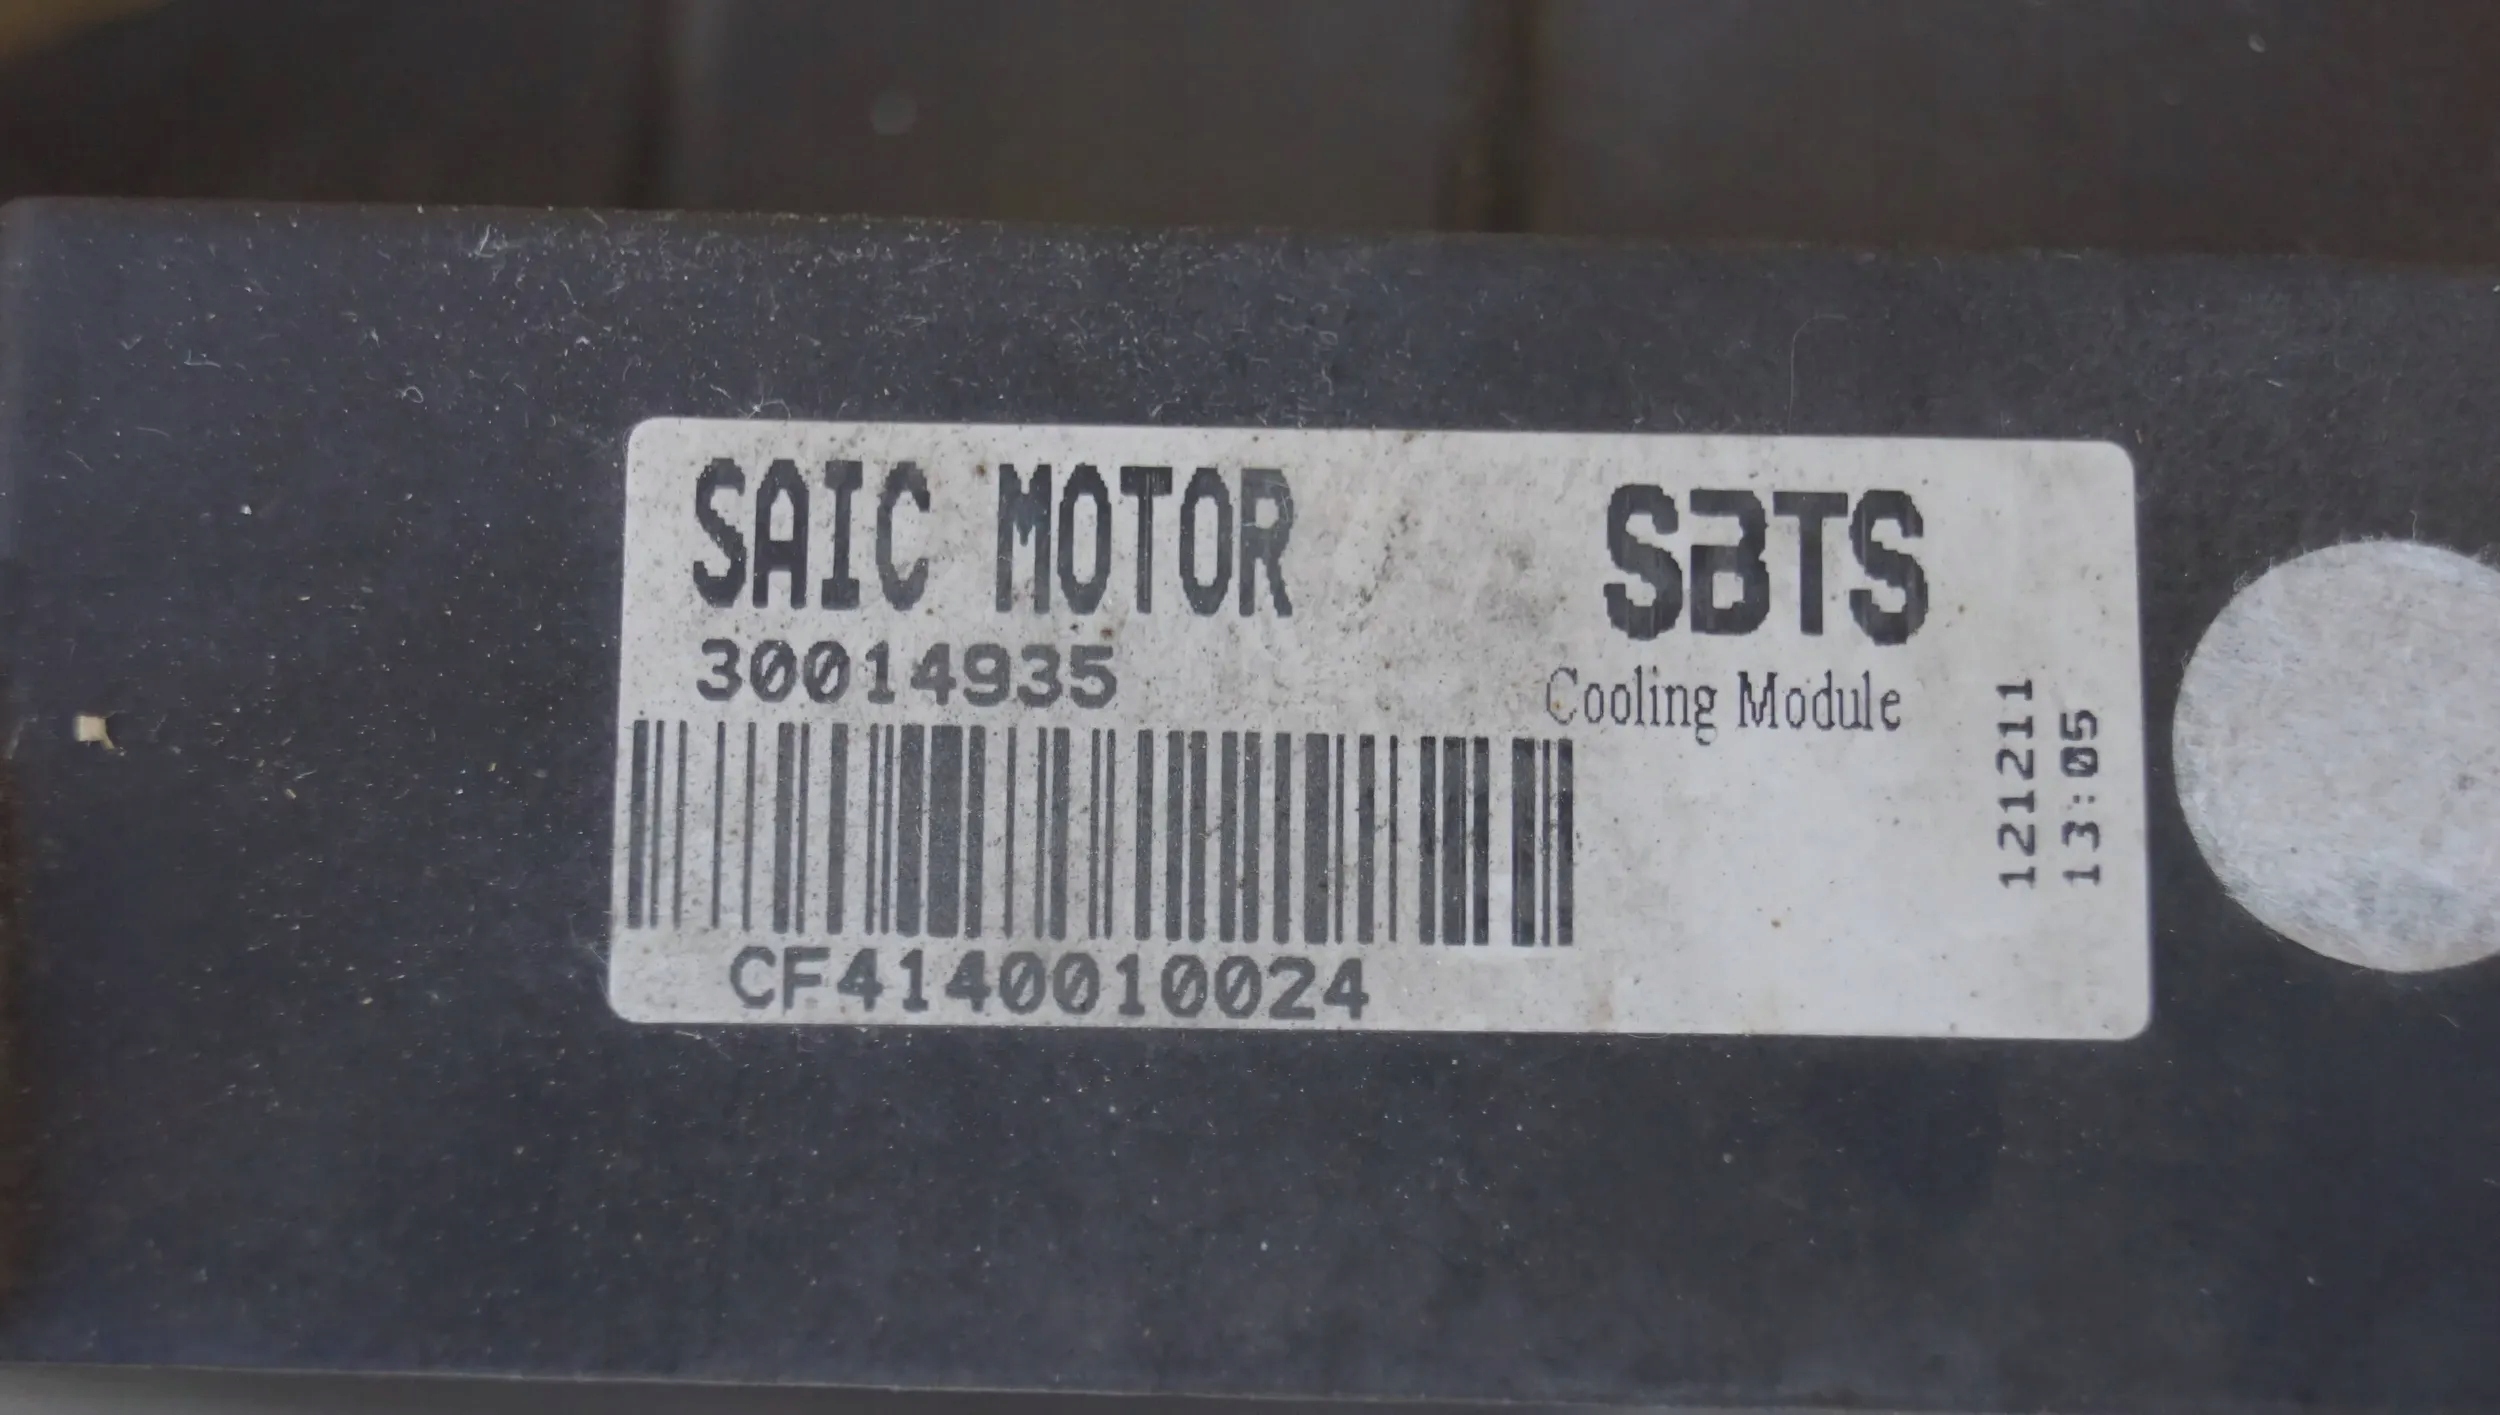 SAIC MOTOR
SBTS
30014935
Cooling Module
CF4140010024
121211
13:05